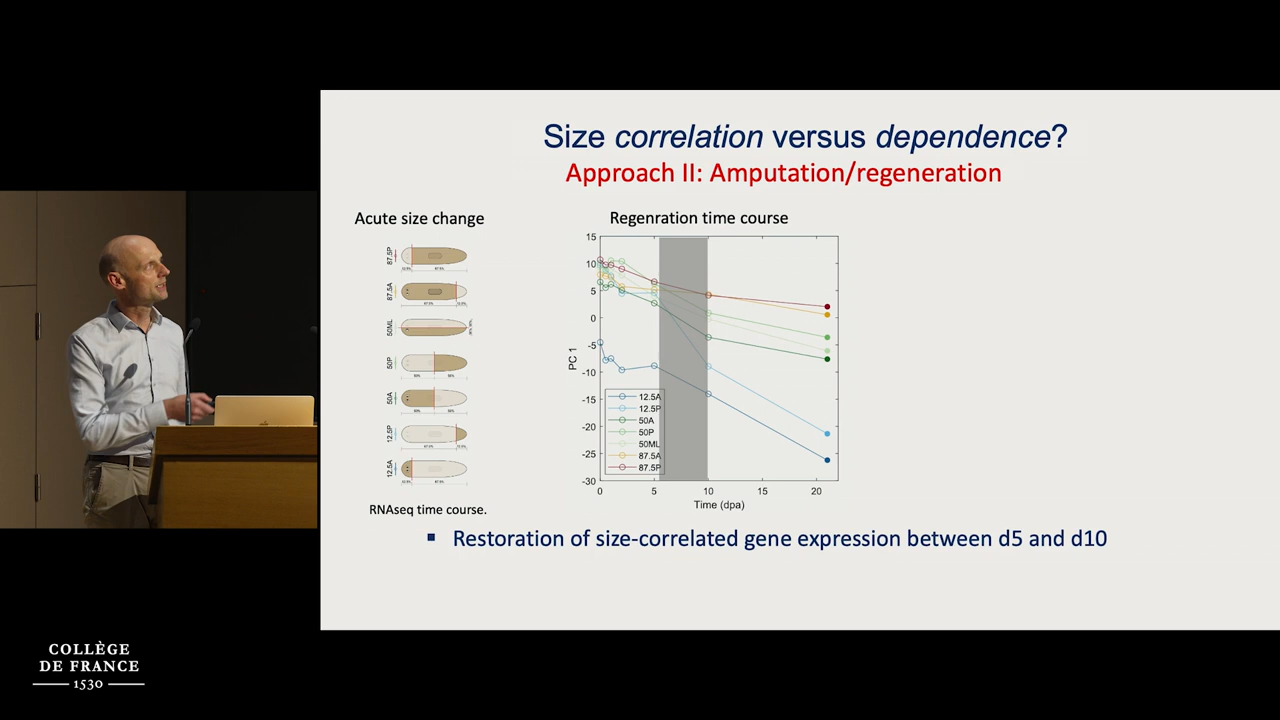 Size correlation versus dependence?
Approach II: Amputation/regeneration
Acute size change
Regenration time course
87.5P
87.5A
50ML
50P
50A
12.5P
12.5A
RNAseq time course.
15
10
5
0
-5
-10
-15
-20
-25
-30
PC 1
12.5A
12.5P
50A
50P
50ML
87.5A
87.5P
0 5 10 15 20
Time (dpa)
▪ Restoration of size-correlated gene expression between d5 and d10
COLLÈGE
DE FRANCE
1530